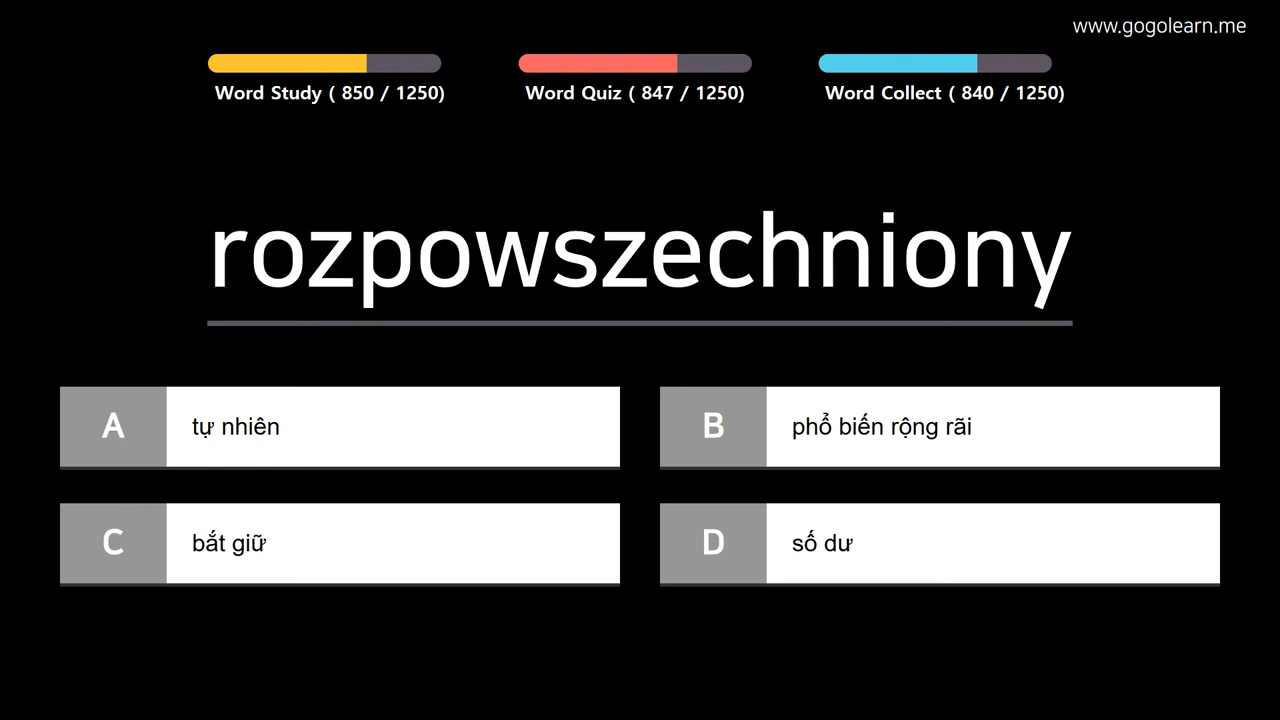 www.gogolearn.me
Word Study ( 850 / 1250)
Word Quiz ( 847 / 1250)
Word Collect ( 840 / 1250)
rozpowszechniony
A
tự nhiên
B
phổ biến rộng rãi
C
bắt giữ
D
số dư